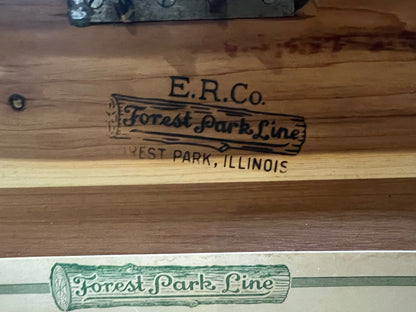 E.R.Co.
Forest Park Line
REST PARK, ILLINOIS
Forest Park Line